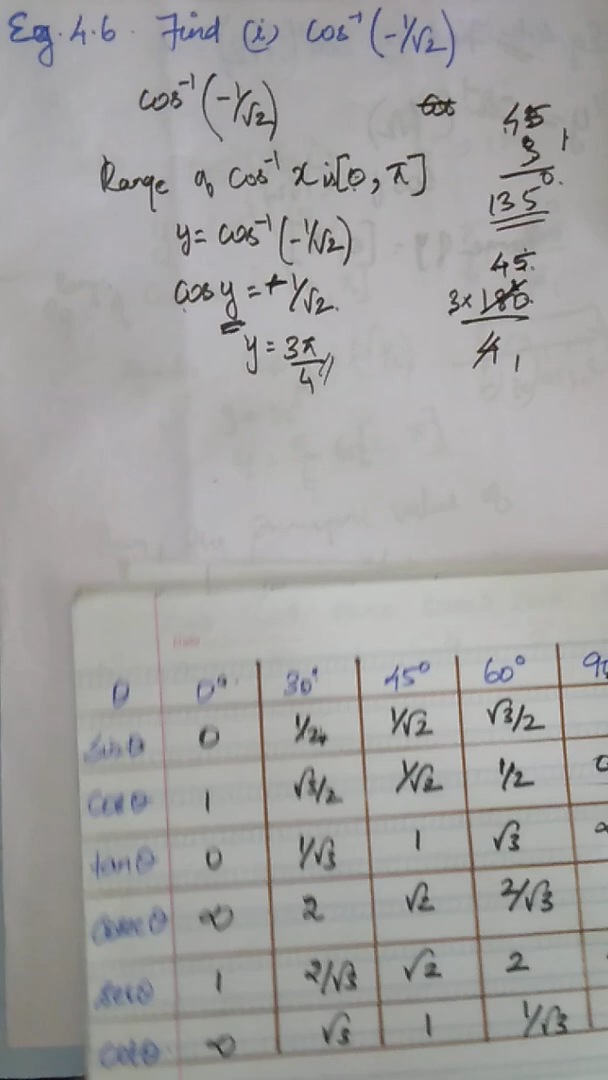 Eg. 4.6. Find (i) cos⁻¹(-1/√2)
cos⁻¹(-1/√2)
Range of cos⁻¹ x is [0, π]
y = cos⁻¹(-1/√2)
cos y = +1/√2.
y = 3π/4
45
3
135
45
3×180
4 1
θ 0° 30° 45° 60°
sinθ 0 1/2 1/√2 √3/2
cosθ 1 √3/2 1/√2 1/2
tanθ 0 1/√3 1 √3
∞ 2 √2 2/√3
secθ 1 2/√3 √2 2
cotθ ∞ √3 1 1/√3